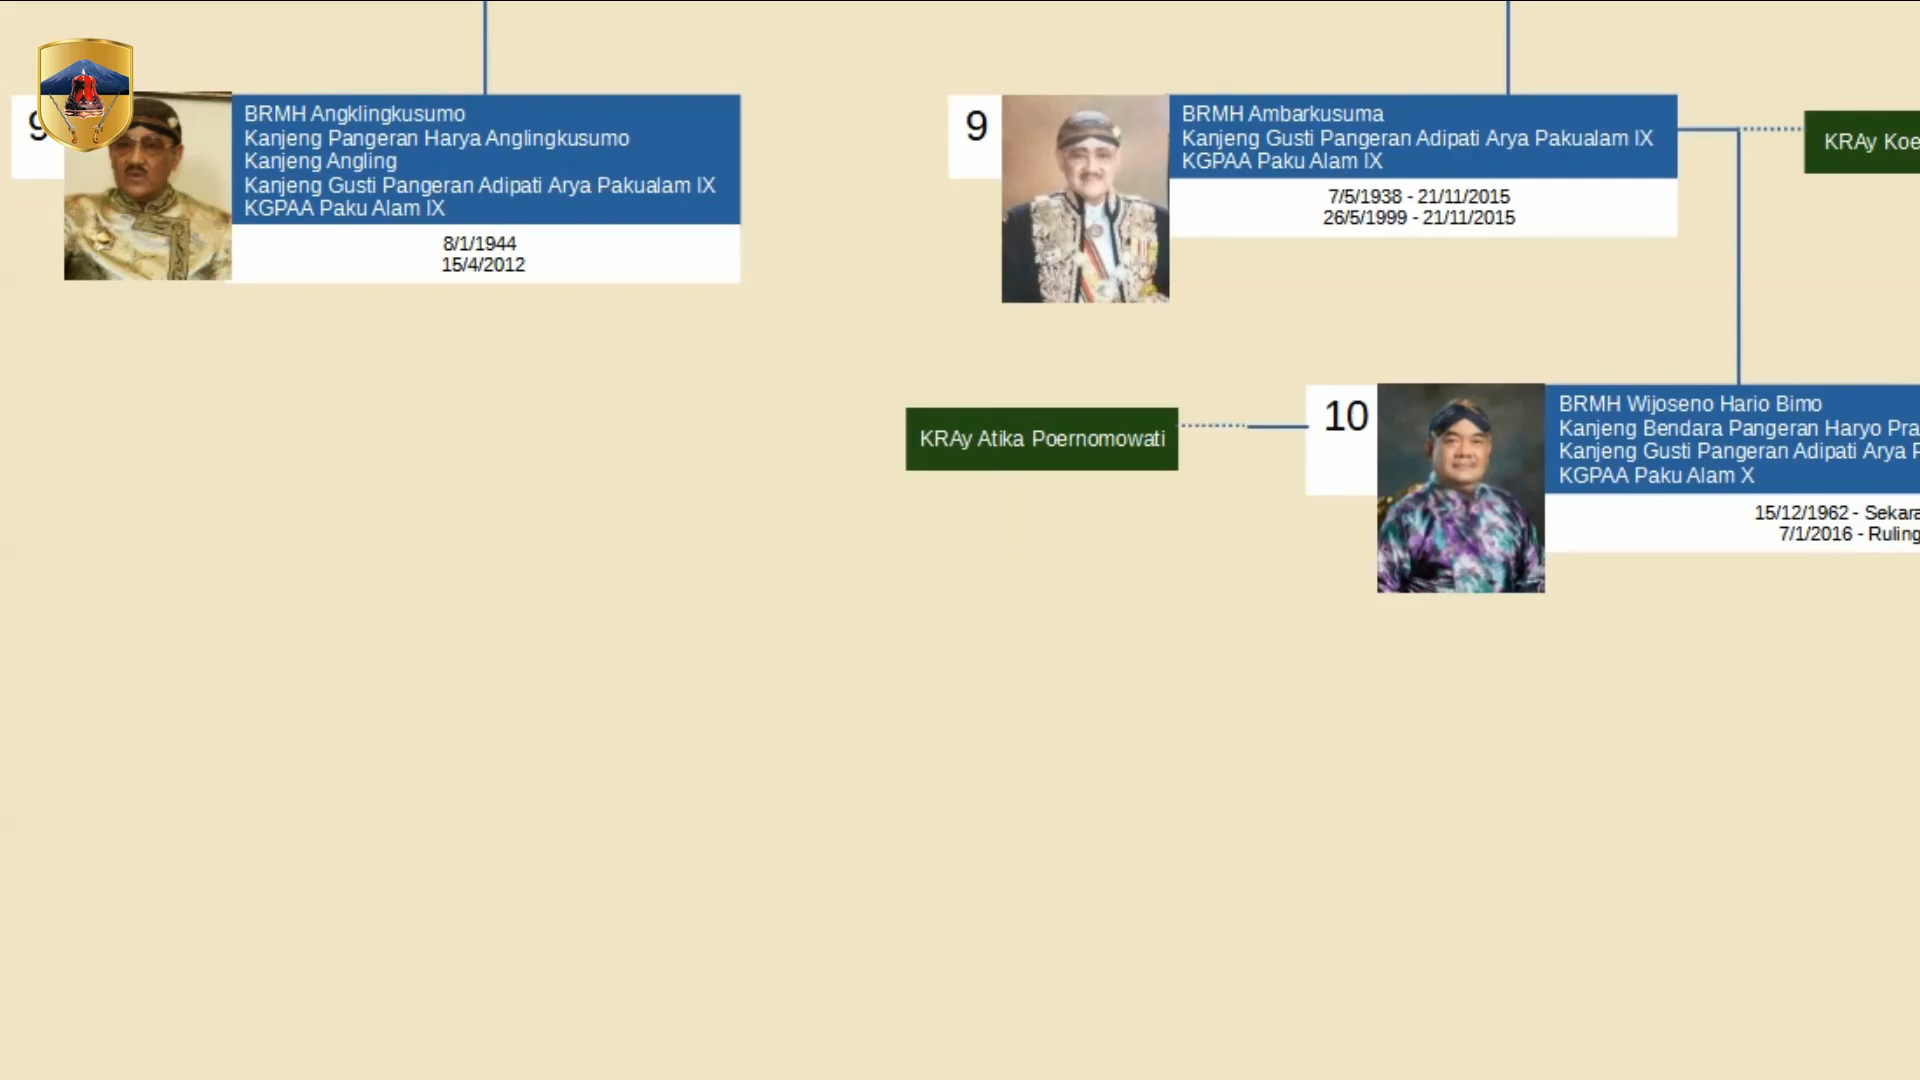 9
BRMH Angklingkusumo
Kanjeng Pangeran Harya Anglingkusumo
Kanjeng Angling
Kanjeng Gusti Pangeran Adipati Arya Pakualam IX
KGPAA Paku Alam IX
8/1/1944
15/4/2012
9
BRMH Ambarkusuma
Kanjeng Gusti Pangeran Adipati Arya Pakualam IX
KGPAA Paku Alam IX
7/5/1938 - 21/11/2015
26/5/1999 - 21/11/2015
KRAy Koe
KRAy Atika Poernomowati
10
BRMH Wijoseno Hario Bimo
Kanjeng Bendara Pangeran Haryo Pra
Kanjeng Gusti Pangeran Adipati Arya P
KGPAA Paku Alam X
15/12/1962 - Sekara
7/1/2016 - Ruling